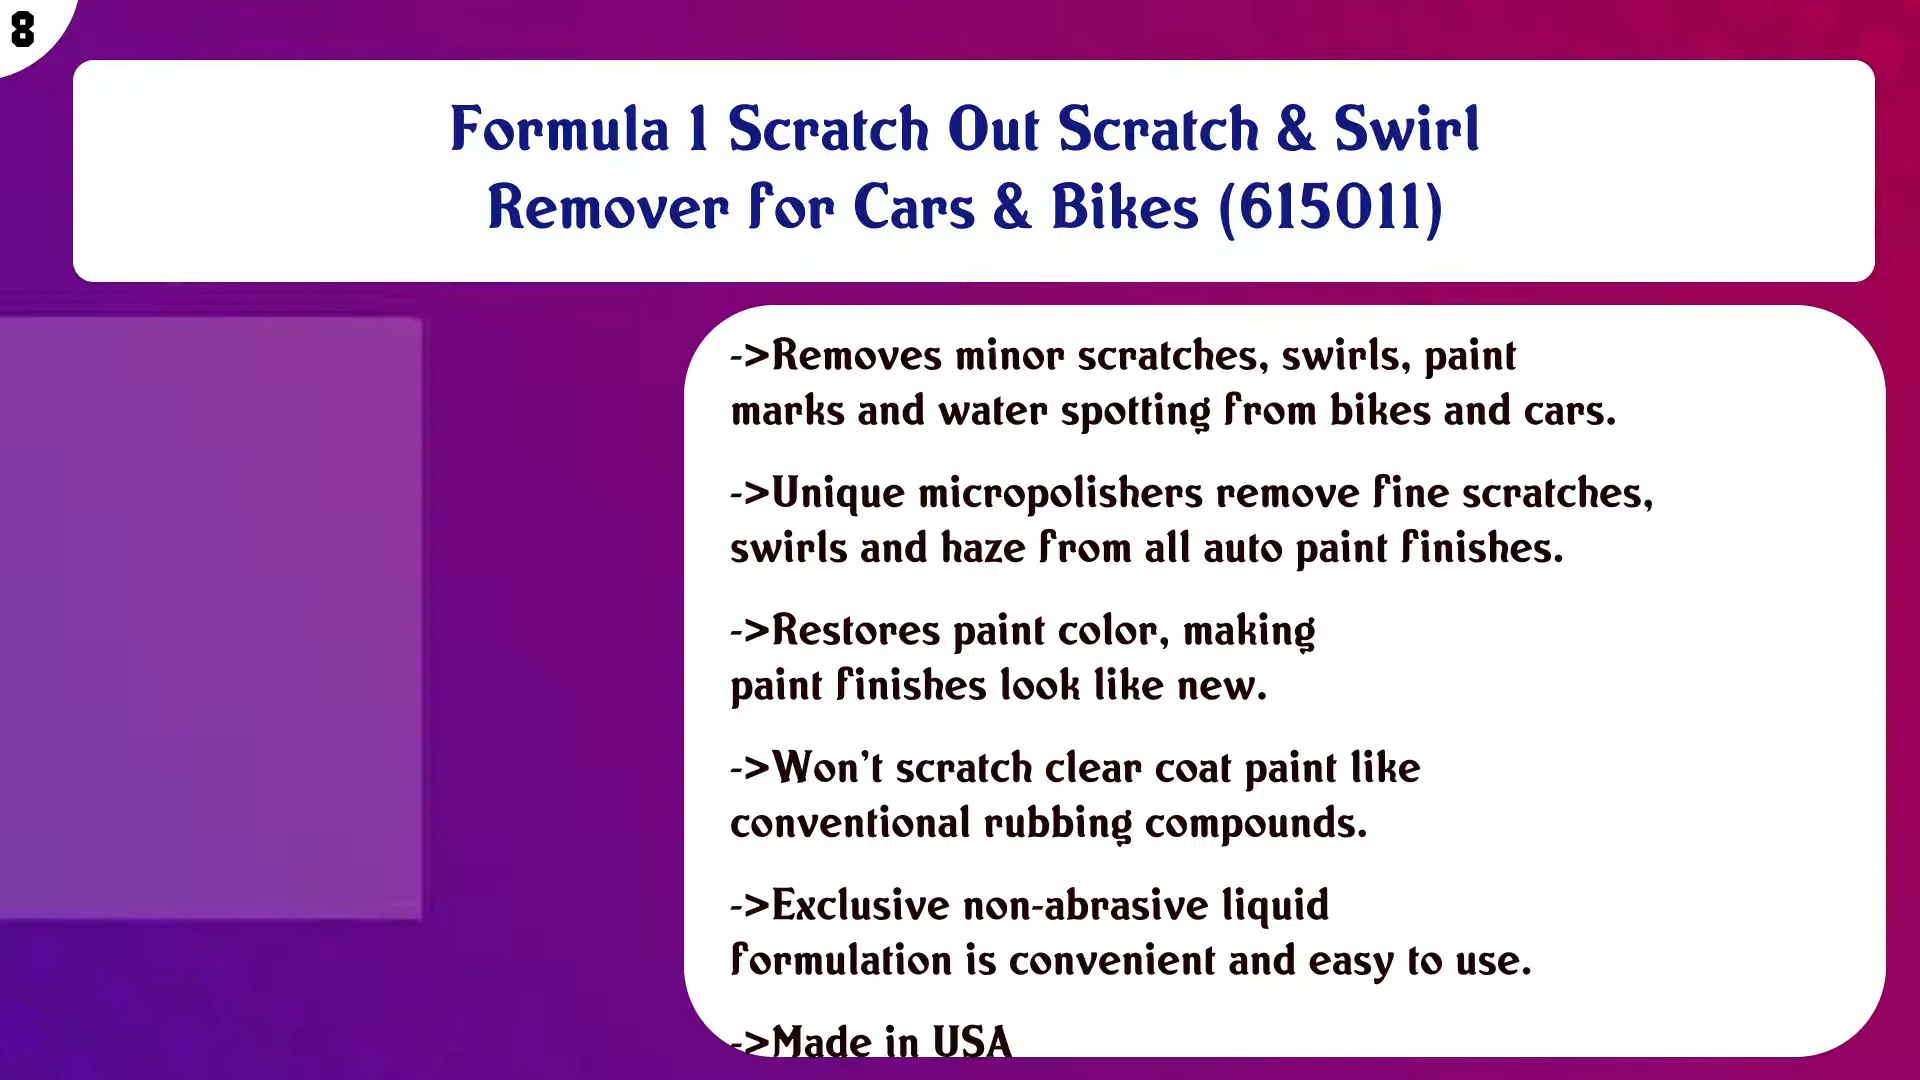 8
Formula 1 Scratch Out Scratch & Swirl
Remover for Cars & Bikes (615011)
->Removes minor scratches, swirls, paint
marks and water spotting from bikes and cars.
->Unique micropolishers remove fine scratches,
swirls and haze from all auto paint finishes.
->Restores paint color, making
paint finishes look like new.
->Won't scratch clear coat paint like
conventional rubbing compounds.
->Exclusive non-abrasive liquid
formulation is convenient and easy to use.
->Made in USA